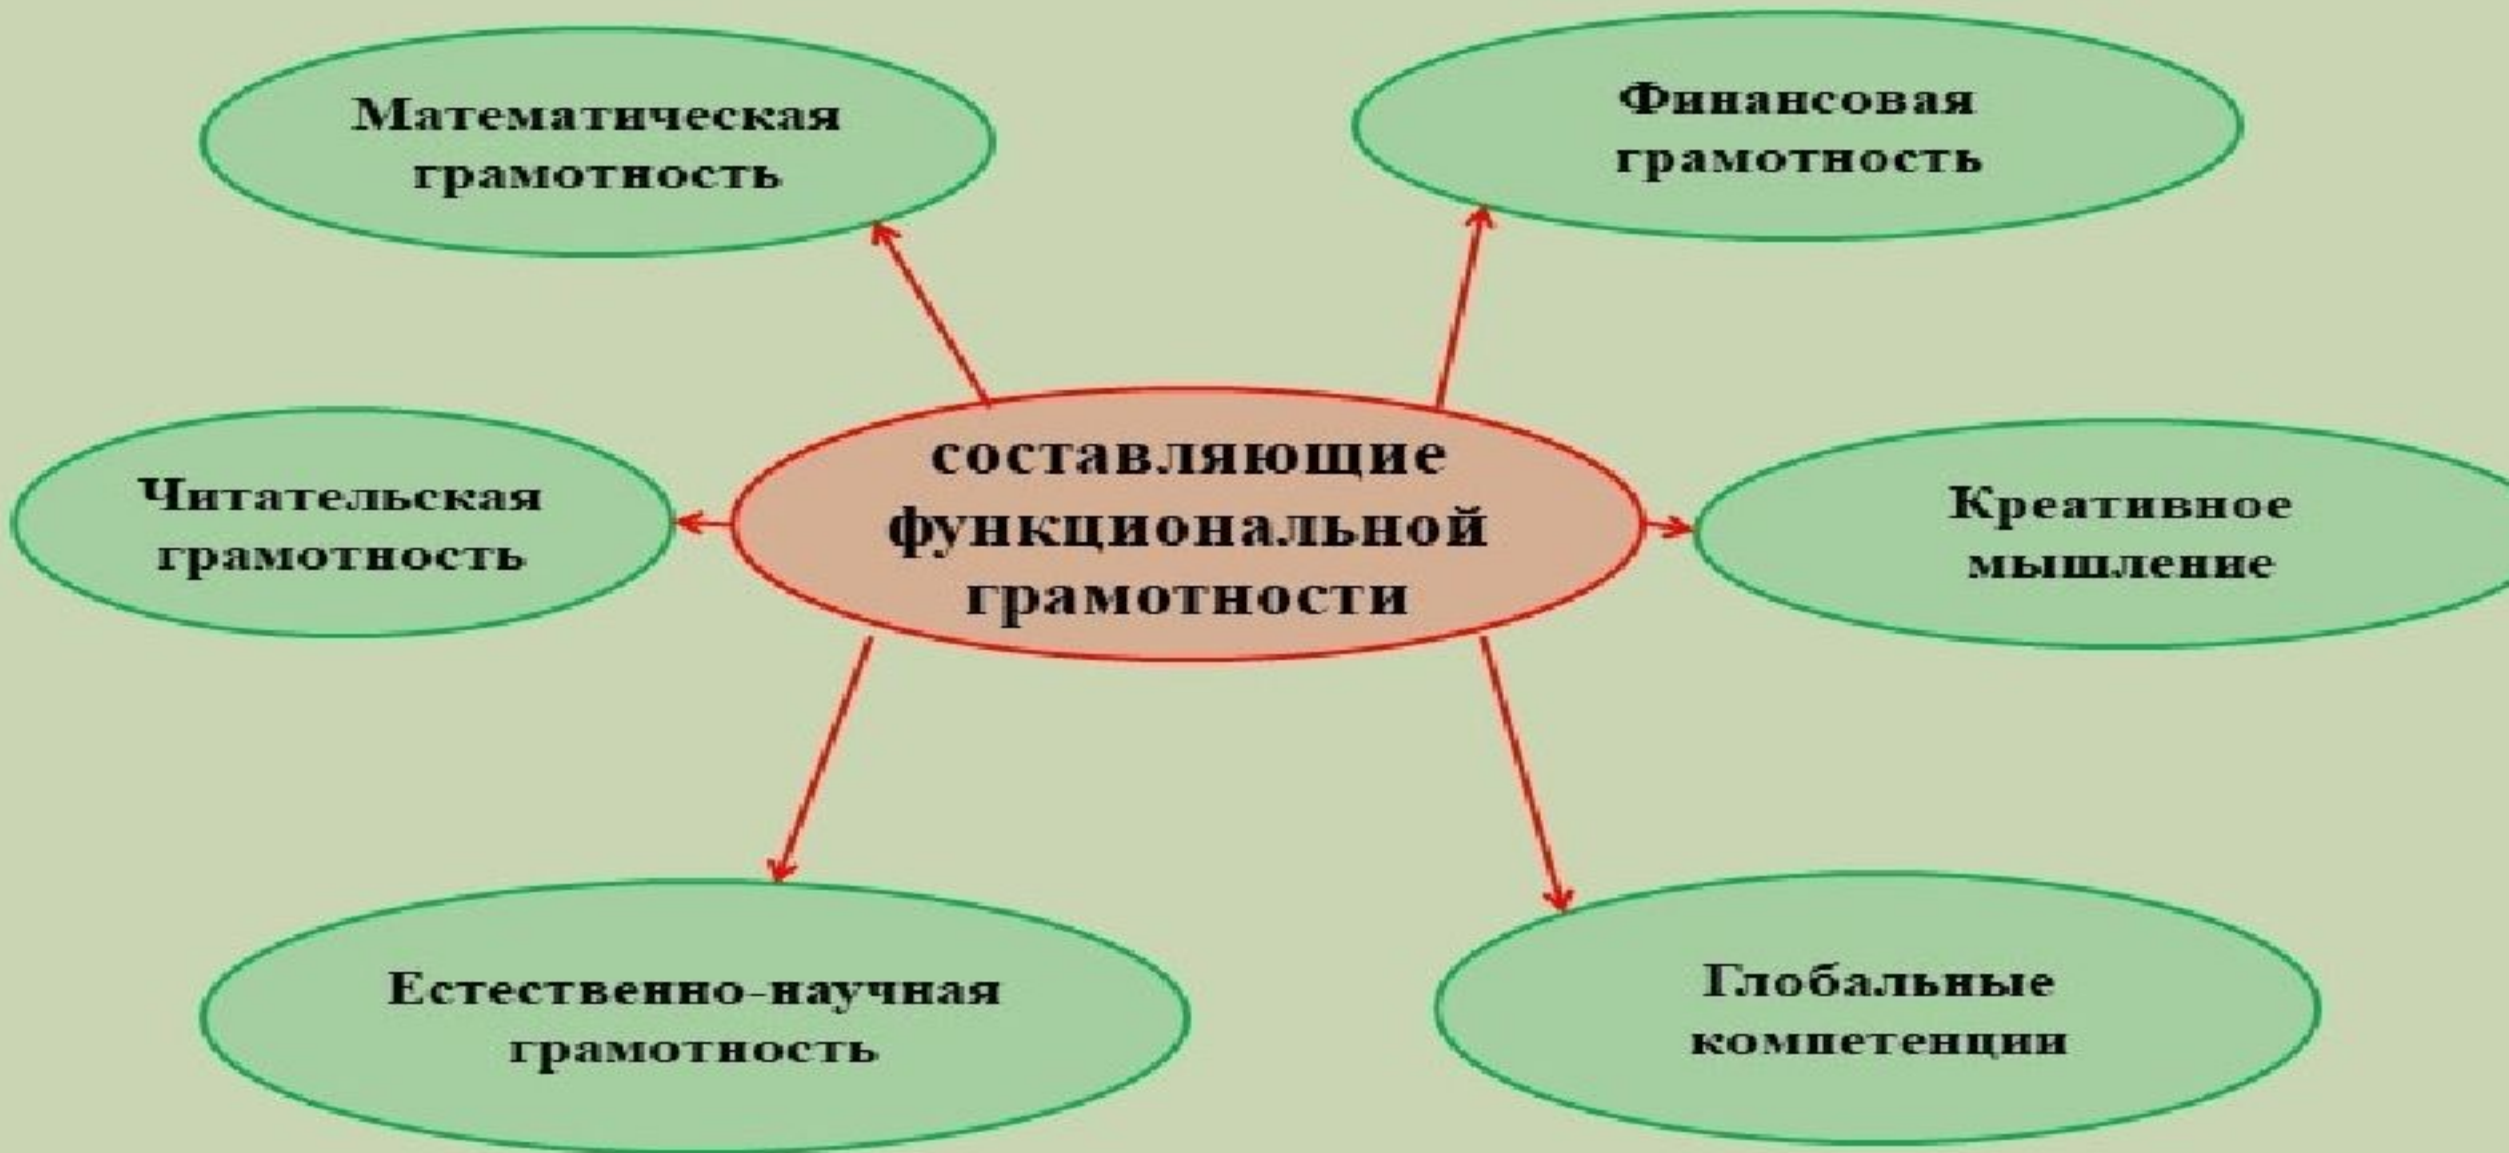 Математическая
грамотность
Финансовая
грамотность
составляющие
функциональной
грамотности
Читательская
грамотность
Креативное
мышление
Естественно-научная
грамотность
Глобальные
компетенции